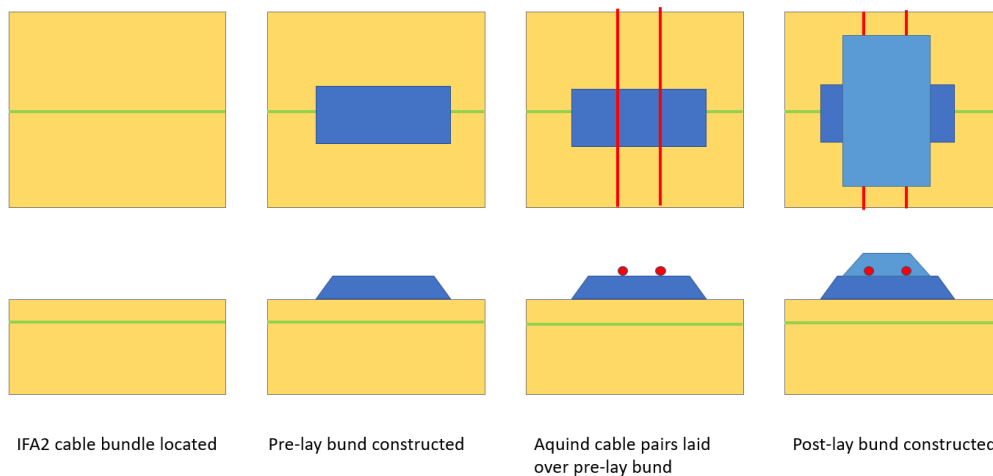 IFA2 cable bundle located
Pre-lay bund constructed
Aquind cable pairs laid
over pre-lay bund
Post-lay bund constructed